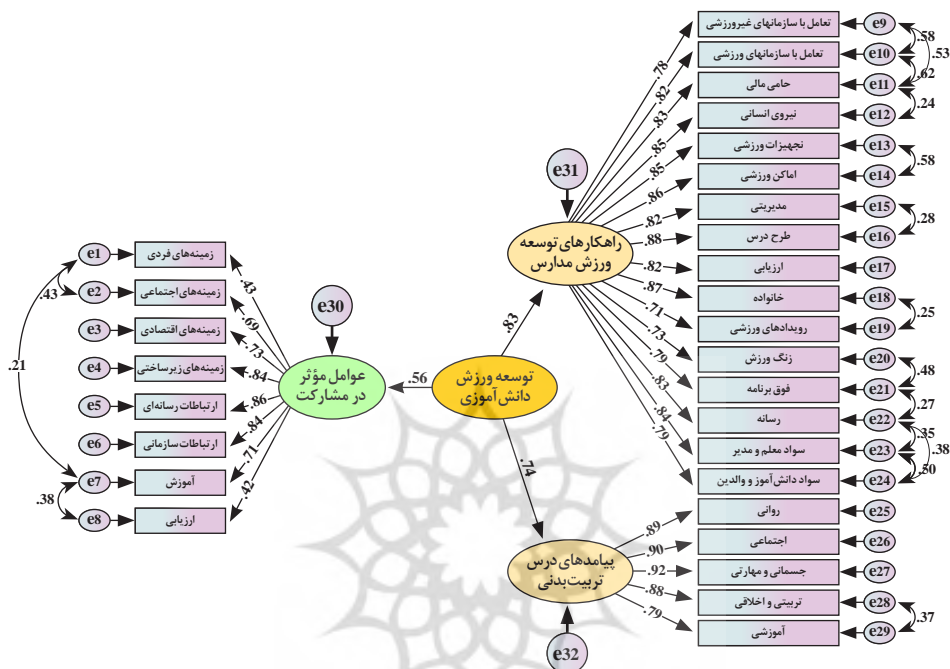 تعامل با سازمانهای غیرورزشی
e9
تعامل با سازمانهای ورزشی
e10
حامی مالی
e11
نیروی انسانی
e12
تجهیزات ورزشی
e13
اماکن ورزشی
e14
مدیریتی
e15
طرح درس
e16
ارزیابی
e17
خانواده
e18
رویدادهای ورزشی
e19
زنگ ورزش
e20
فوق برنامه
e21
رسانه
e22
سواد معلم و مدیر
e23
سواد دانش‌آموز و والدین
e24
روانی
e25
اجتماعی
e26
جسمانی و مهارتی
e27
تربیتی و اخلاقی
e28
آموزشی
e29
.58
.53
.62
.24
.58
.28
.25
.48
.27
.35
.38
.50
.37
.78
.82
.83
.85
.85
.86
.82
.88
.82
.87
.71
.73
.79
.83
.84
.79
e31
راهکارهای توسعه
ورزش مدارس
.83
توسعه ورزش
دانش‌آموزی
.56
.74
e30
عوامل مؤثر
در مشارکت
پیامدهای درس
تربیت‌بدنی
e32
.89
.90
.92
.88
.79
.43
.69
.73
.84
.86
.84
.71
.42
زمینه‌های فردی
e1
زمینه‌های اجتماعی
e2
زمینه‌های اقتصادی
e3
زمینه‌های زیرساختی
e4
ارتباطات رسانه‌ای
e5
ارتباطات سازمانی
e6
آموزش
e7
ارزیابی
e8
.43
.21
.38